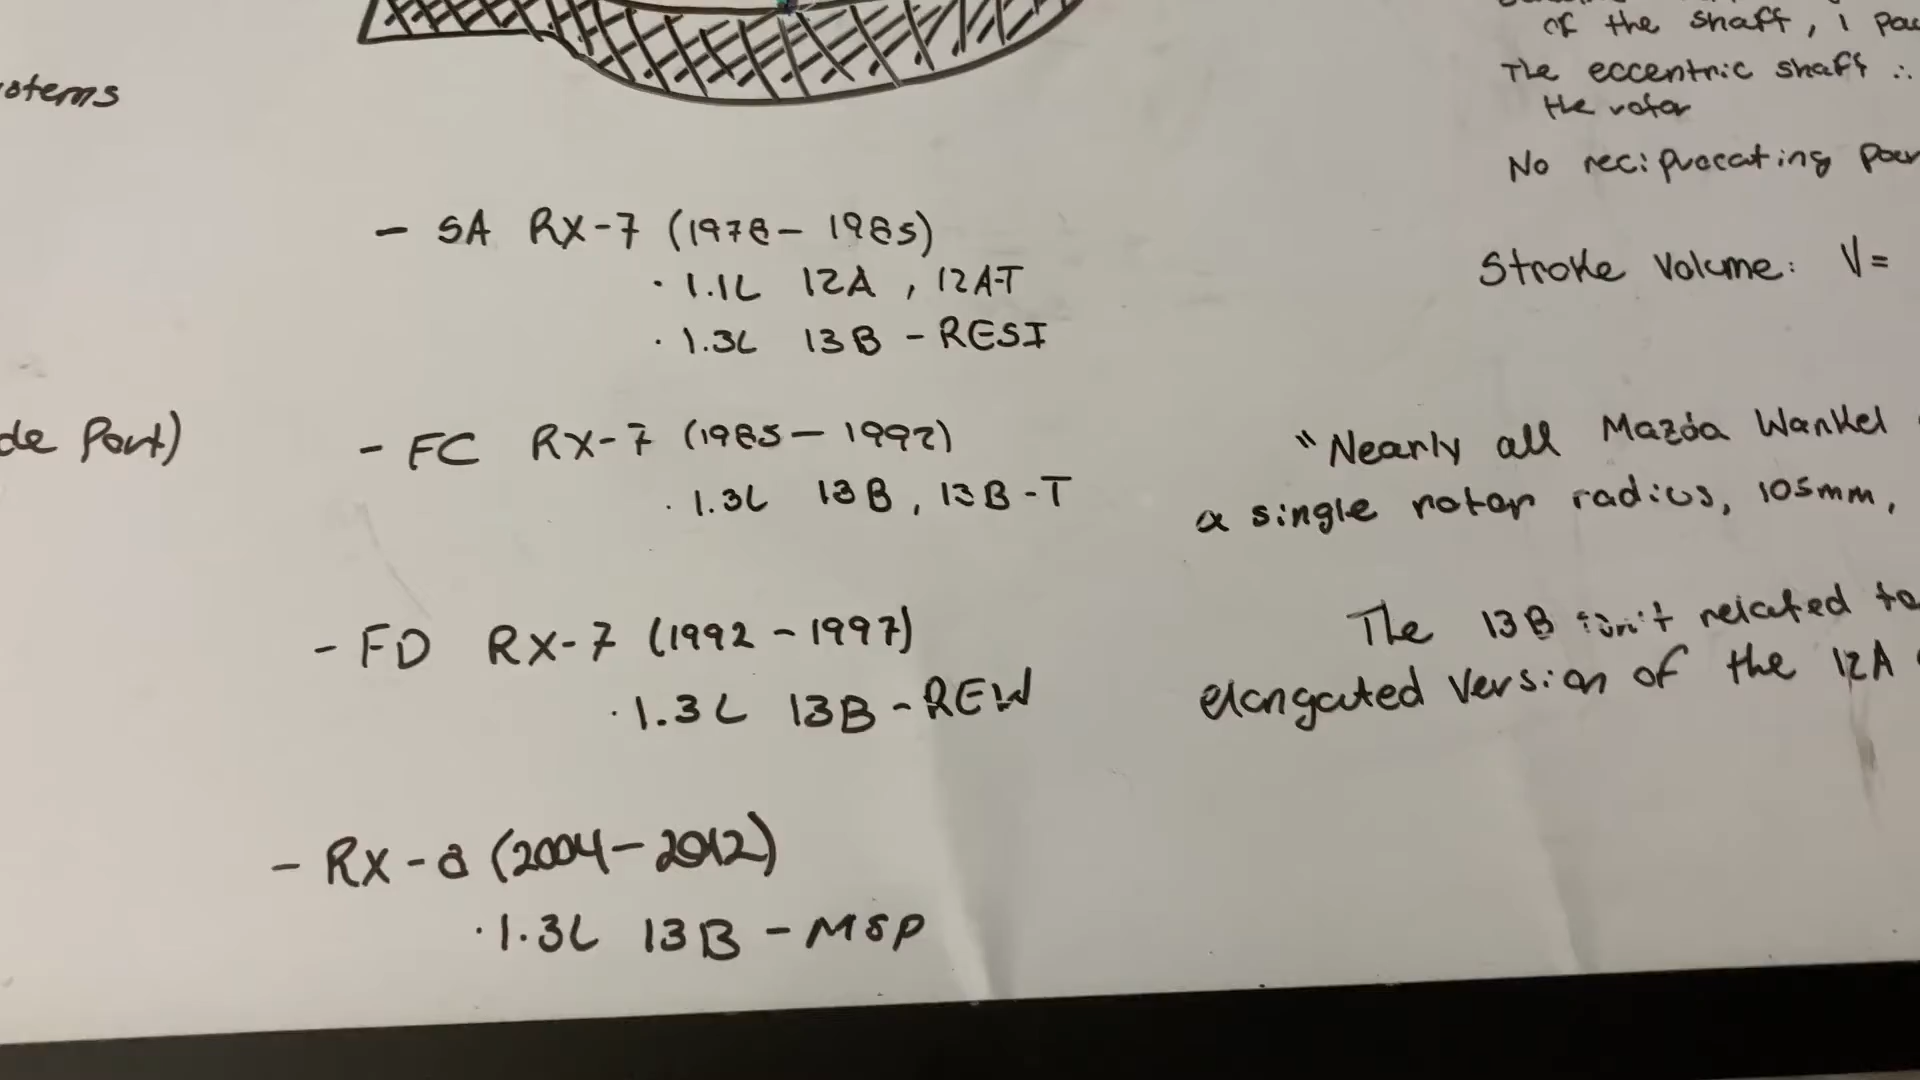 otems
- SA RX-7 (1978 - 1985)
· 1.1L 12A, 12A-T
· 1.3L 13B - RESI
de Port)
- FC RX-7 (1985 - 1992)
· 1.3L 13B, 13B-T
- FD RX-7 (1992 - 1997)
· 1.3L 13B - REW
- RX-8 (2004 - 2012)
· 1.3L 13B - MSP
of the shaft, 1
The eccentric shaft ∴
the rotor
No reciprocating
Stroke Volume: V =
"Nearly all Mazda Wankel
a single rotor radius, 105mm,
The 13B isn't related to
elongated version of the 12A